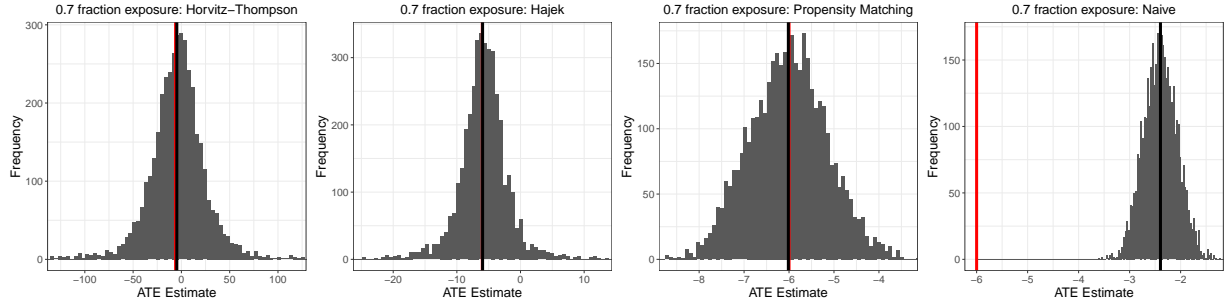 0.7 fraction exposure: Horvitz−Thompson
300
200
100
0
Frequency
−100
−50
0
50
100
ATE Estimate
0.7 fraction exposure: Hajek
300
200
100
0
Frequency
−20
−10
0
10
ATE Estimate
0.7 fraction exposure: Propensity Matching
150
100
50
0
Frequency
−8
−7
−6
−5
−4
ATE Estimate
0.7 fraction exposure: Naive
150
100
50
0
Frequency
−6
−5
−4
−3
−2
ATE Estimate